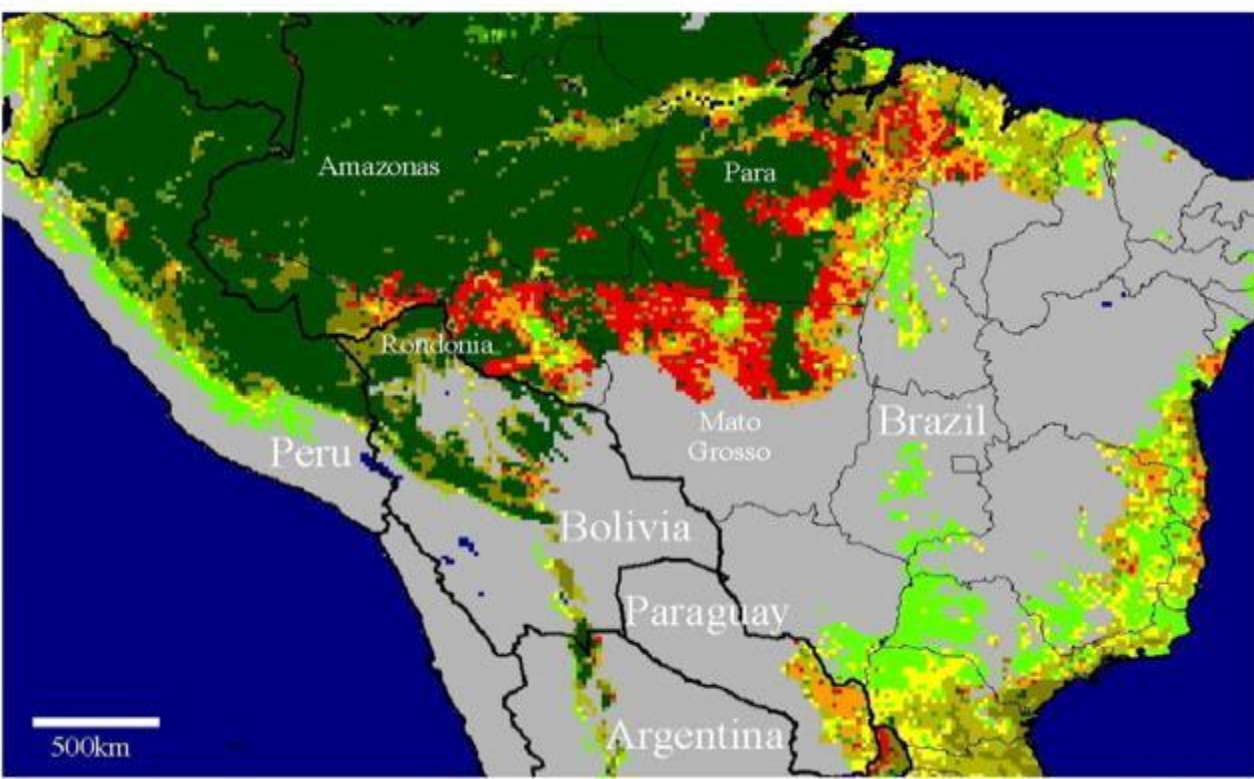 Amazonas
Para
Rondonia
Mato
Grosso
Brazil
Peru
Bolivia
Paraguay
Argentina
500km